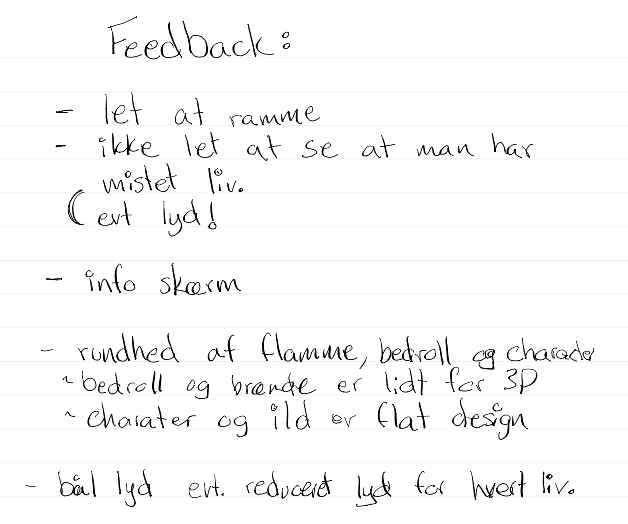 Feedback:
- let at ramme
- ikke let at se at man har
mistet liv.
( evt lyd!
- info skærm
- rundhed af flamme, bedroll og charader
~ bedroll og brænde er lidt for 3D
~ charater og ild er flat design
- bål lyd evt. reduceret lyd for hvert liv.